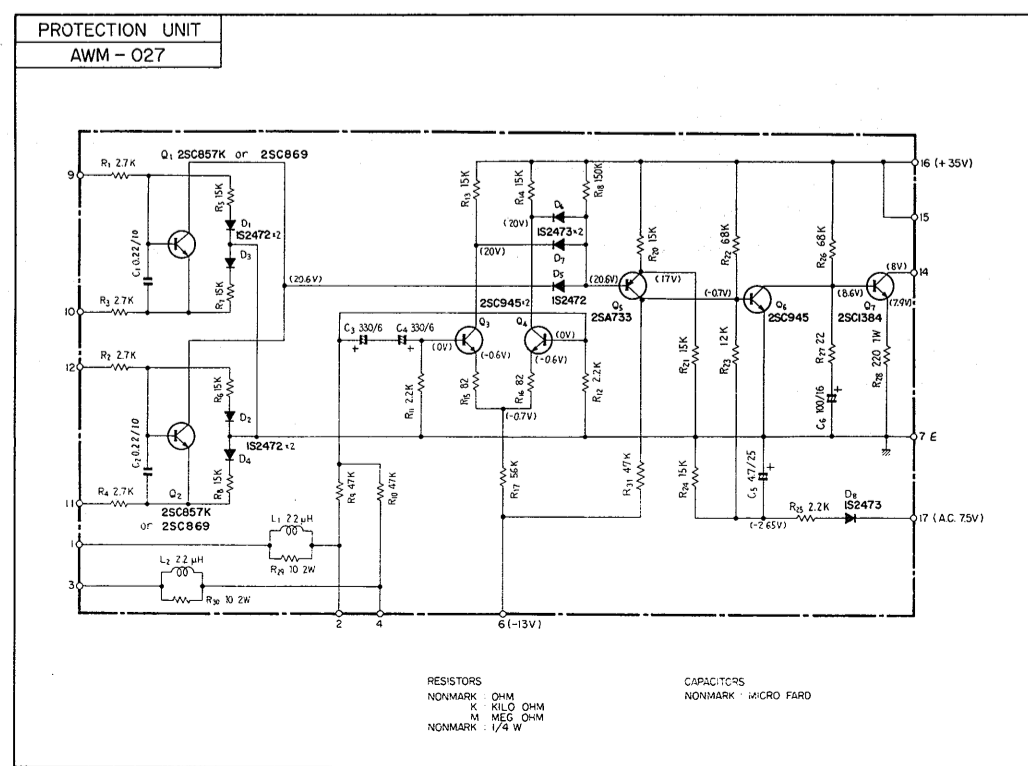 PROTECTION UNIT
AWM-027
Q1 2SC857K or 2SC869
9
R1 2.7K
R5 15K
D1
1S2472×2
D3
C1 0.22/10
R7 15K
R3 2.7K
10
R2 2.7K
12
R6 15K
D2
1S2472×2
D4
C2 0.22/10
R8 15K
R4 2.7K
11
Q2
2SC857K
or 2SC869
(20.6V)
L1 2.2μH
1
R29 10 2W
L2 2.2μH
3
R30 10 2W
R13 15K
R14 15K
R18 150K
D6
1S2473×2
(20V)
(20V)
D7
D5
1S2472
(20.6V)
2SC945×2
C3 330/6
C4 330/6
(0V)
Q3
Q4
(0V)
(-0.6V)
(-0.6V)
R11 2.2K
R15 82
R16 82
R12 2.2K
(-0.7V)
R9 47K
R10 47K
R17 56K
R20 15K
(17V)
Q5
2SA733
R21 15K
R31 47K
R24 15K
R22 68K
(-0.7V)
Q6
2SC945
R23 12K
C5 4.7/25
(-2.65V)
R25 2.2K
D8
1S2473
R26 68K
(8.6V)
(8V)
Q7
2SC1384
(7.9V)
R27 22
R28 220 1W
C6 100/16
16 (+35V)
15
14
7 E
17 (A.C. 7.5V)
2
4
6(-13V)
RESISTORS
NONMARK : OHM
K : KILO OHM
M : MEG OHM
NONMARK : 1/4 W
CAPACITORS
NONMARK : MICRO FARD